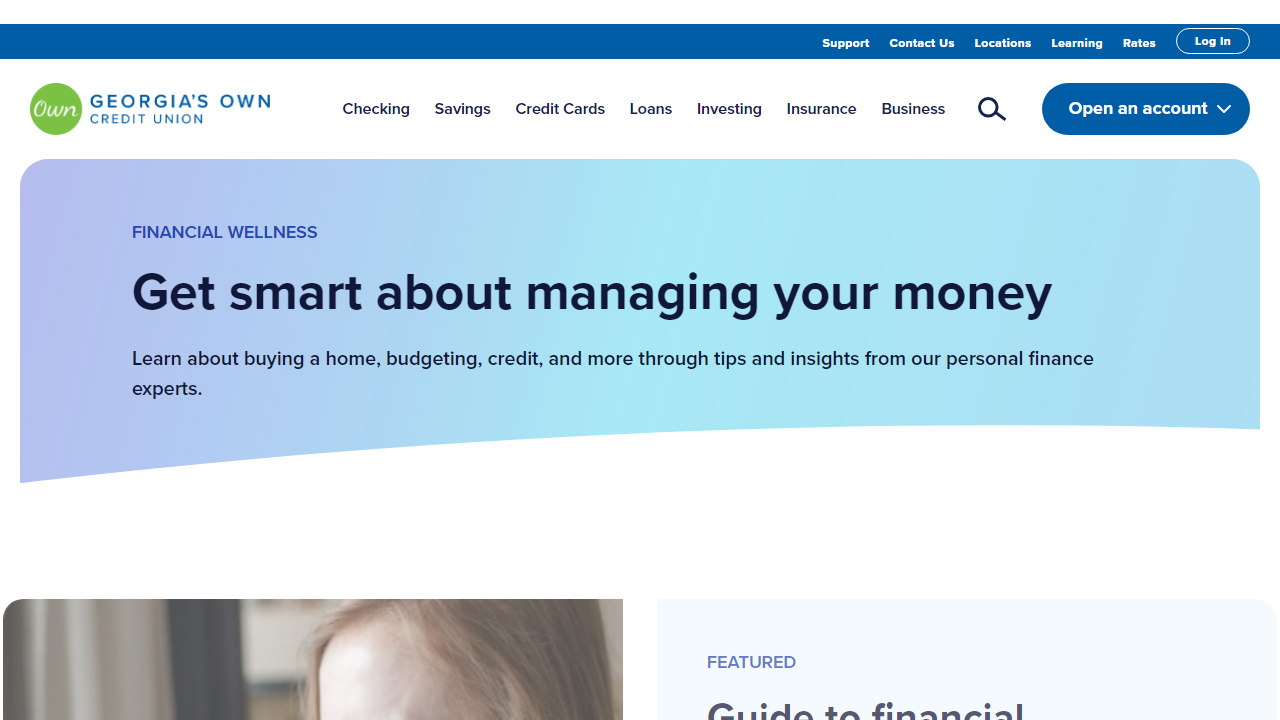 Support Contact Us Locations Learning Rates Log In
Own GEORGIA'S OWN
CREDIT UNION
Checking Savings Credit Cards Loans Investing Insurance Business Open an account
FINANCIAL WELLNESS
Get smart about managing your money
Learn about buying a home, budgeting, credit, and more through tips and insights from our personal finance
experts.
FEATURED
Guide to financial